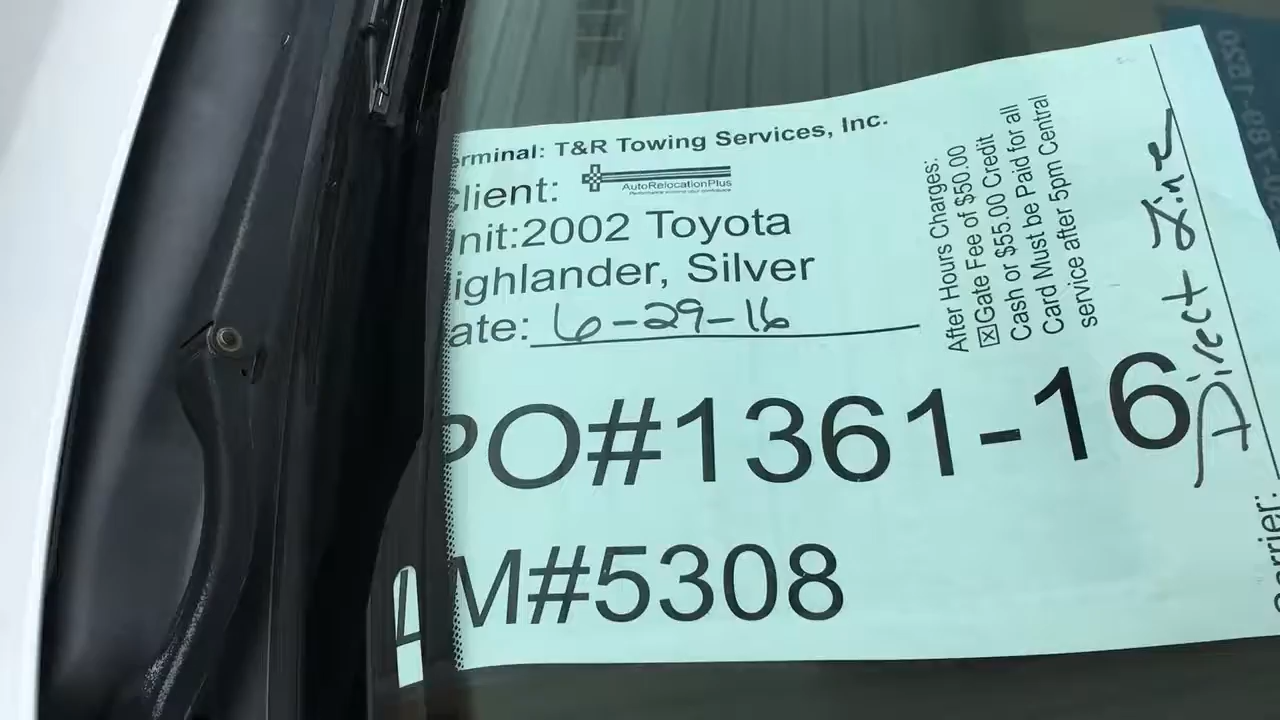 erminal: T&R Towing Services, Inc.
Client: AutoRelocationPlus
nit:2002 Toyota
ighlander, Silver
ate: 6-29-16
PO#1361-16
M#5308
After Hours Charges:
☒Gate Fee of $50.00
Cash or $55.00 Credit
Card Must be Paid for all
service after 5pm Central
Direct Line
arrier: